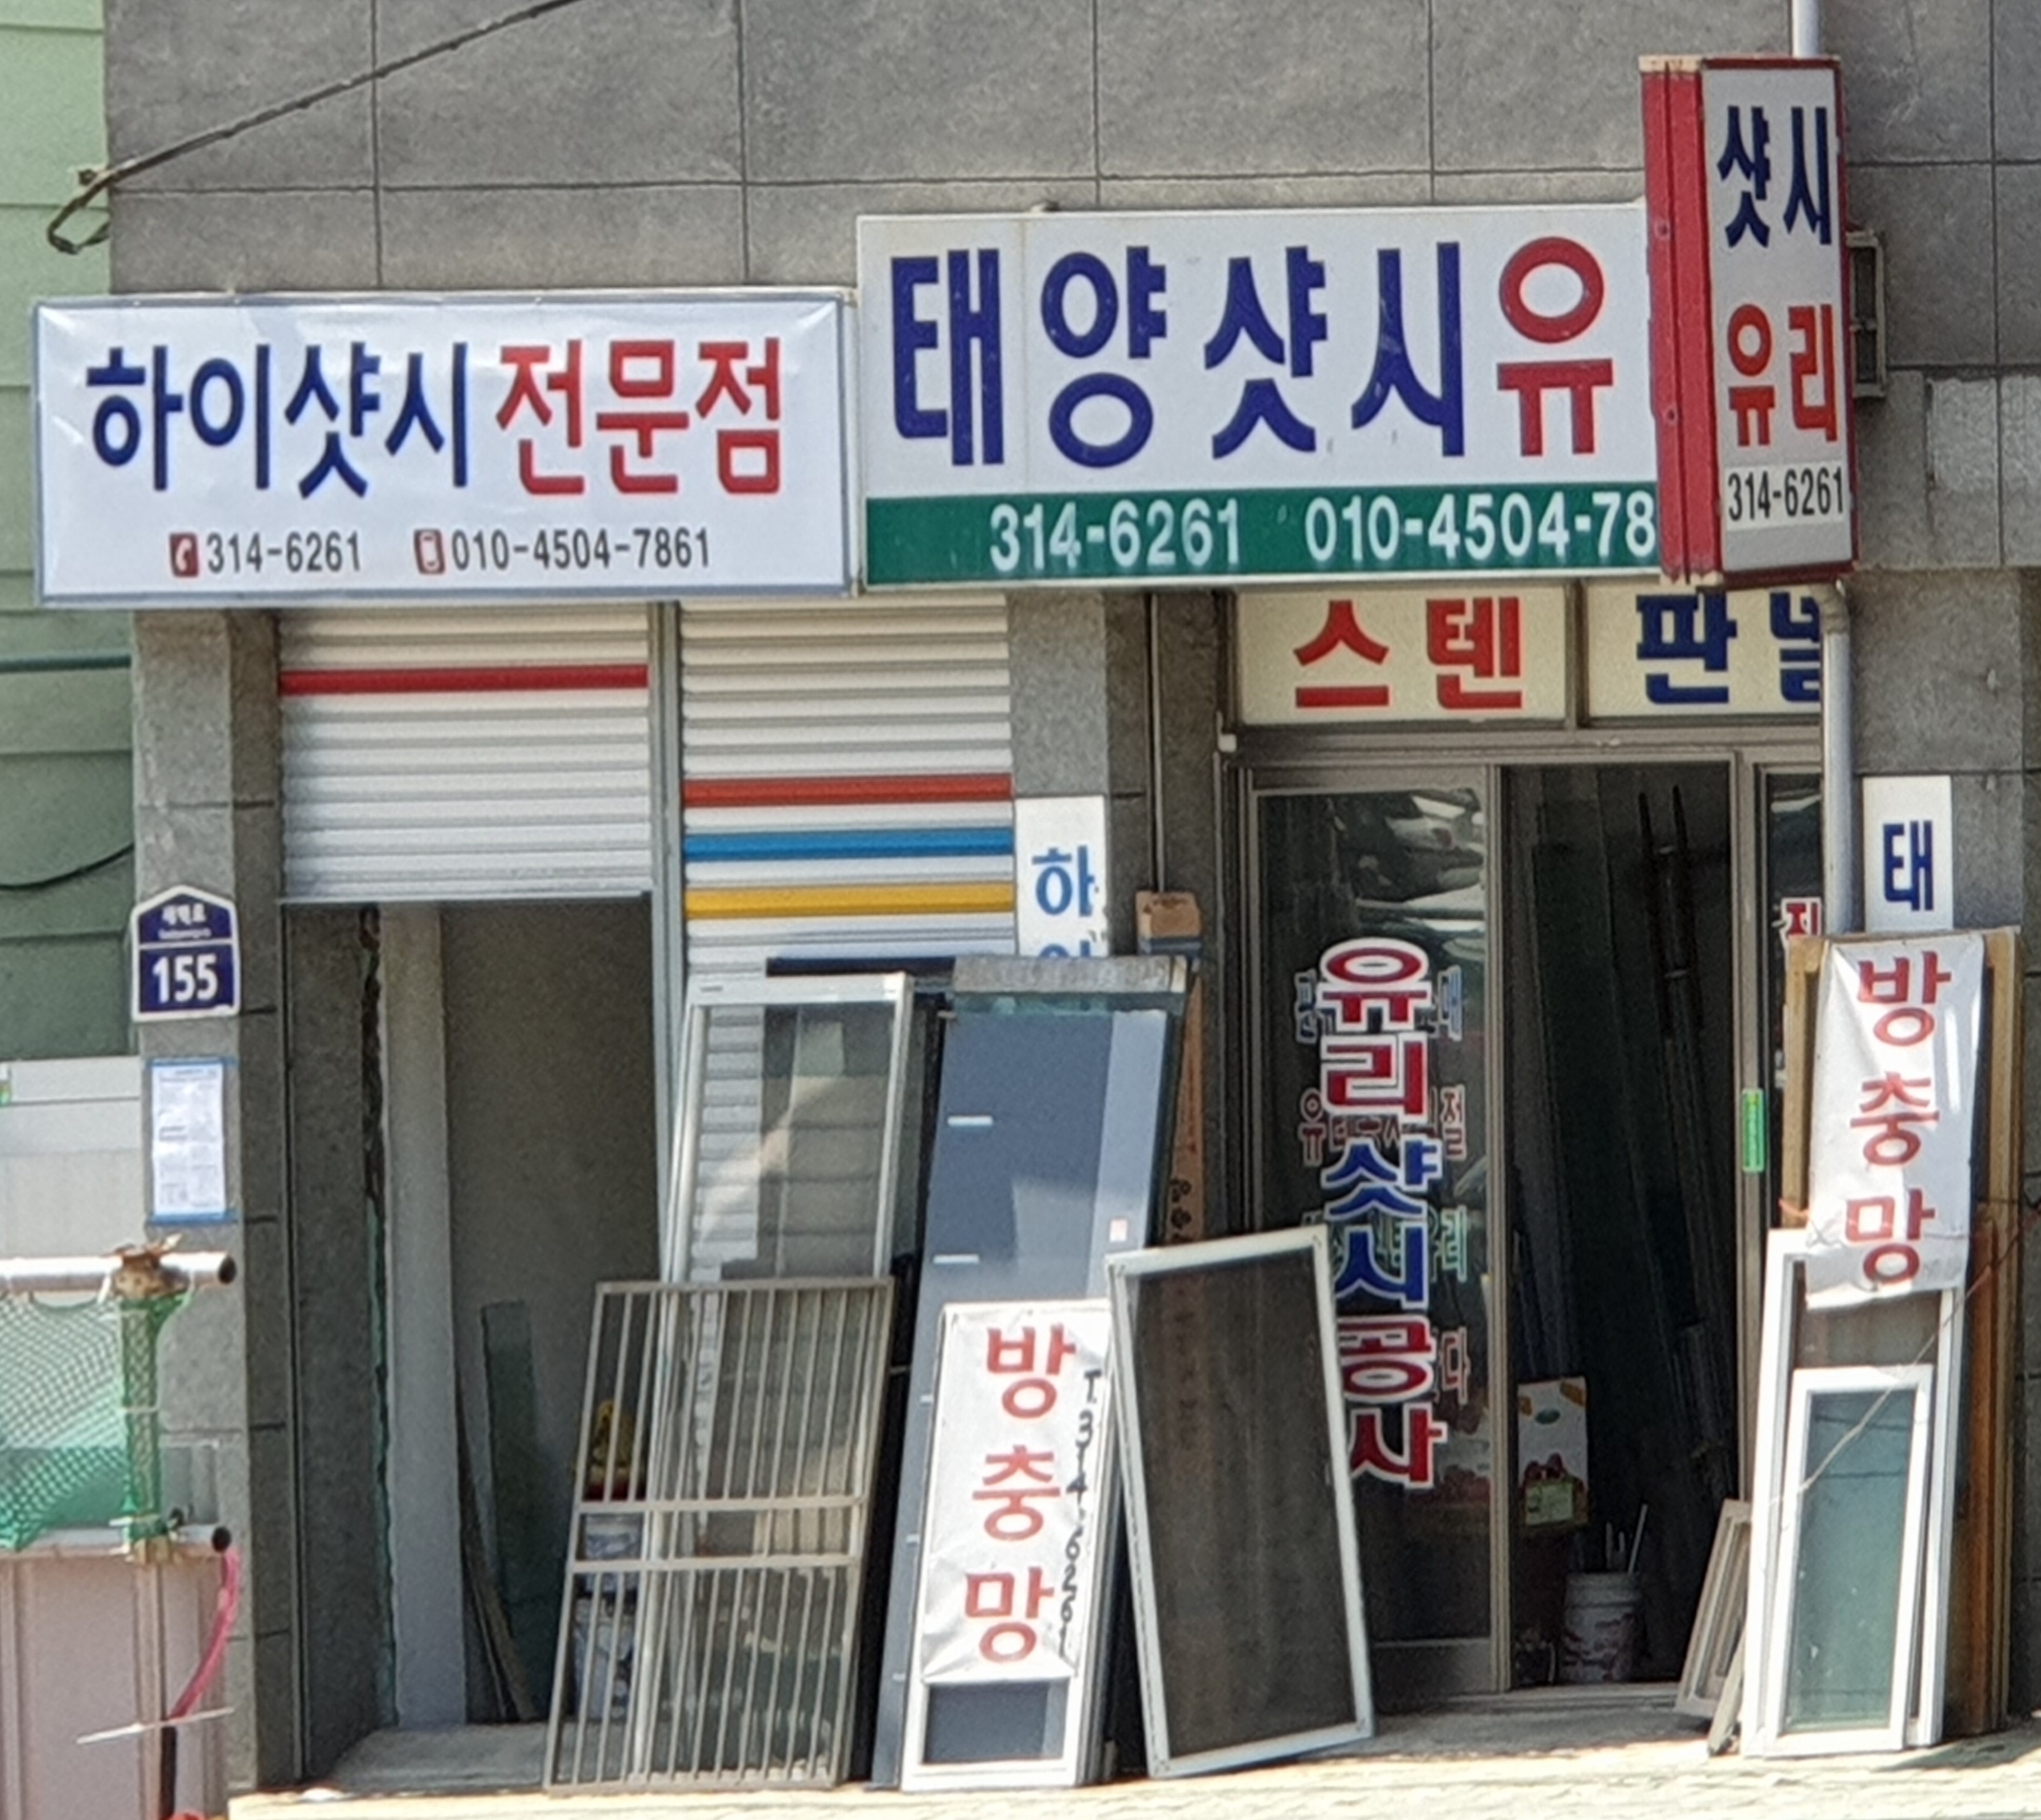 하이샷시전문점
314-6261 010-4504-7861
태양샷시유
314-6261 010-4504-78
샷시
유리
314-6261
스텐 판널
155
하
태
유리샷시공사
방충망
방충망